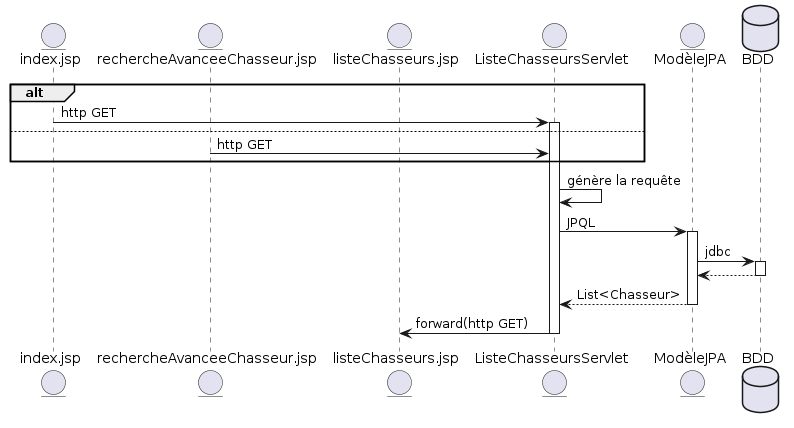 index.jsp rechercheAvanceeChasseur.jsp listeChasseurs.jsp ListeChasseursServlet ModèleJPA BDD
alt
http GET
http GET
génère la requête
JPQL
jdbc
List<Chasseur>
forward(http GET)
index.jsp rechercheAvanceeChasseur.jsp listeChasseurs.jsp ListeChasseursServlet ModèleJPA BDD